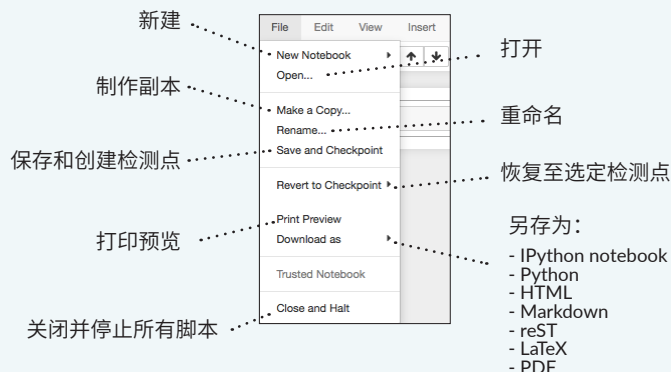 新建
制作副本
保存和创建检测点
打印预览
关闭并停止所有脚本
File Edit View Insert
New Notebook
Open...
Make a Copy...
Rename...
Save and Checkpoint
Revert to Checkpoint
Print Preview
Download as
Trusted Notebook
Close and Halt
打开
重命名
恢复至选定检测点
另存为：
- IPython notebook
- Python
- HTML
- Markdown
- reST
- LaTeX
- PDF